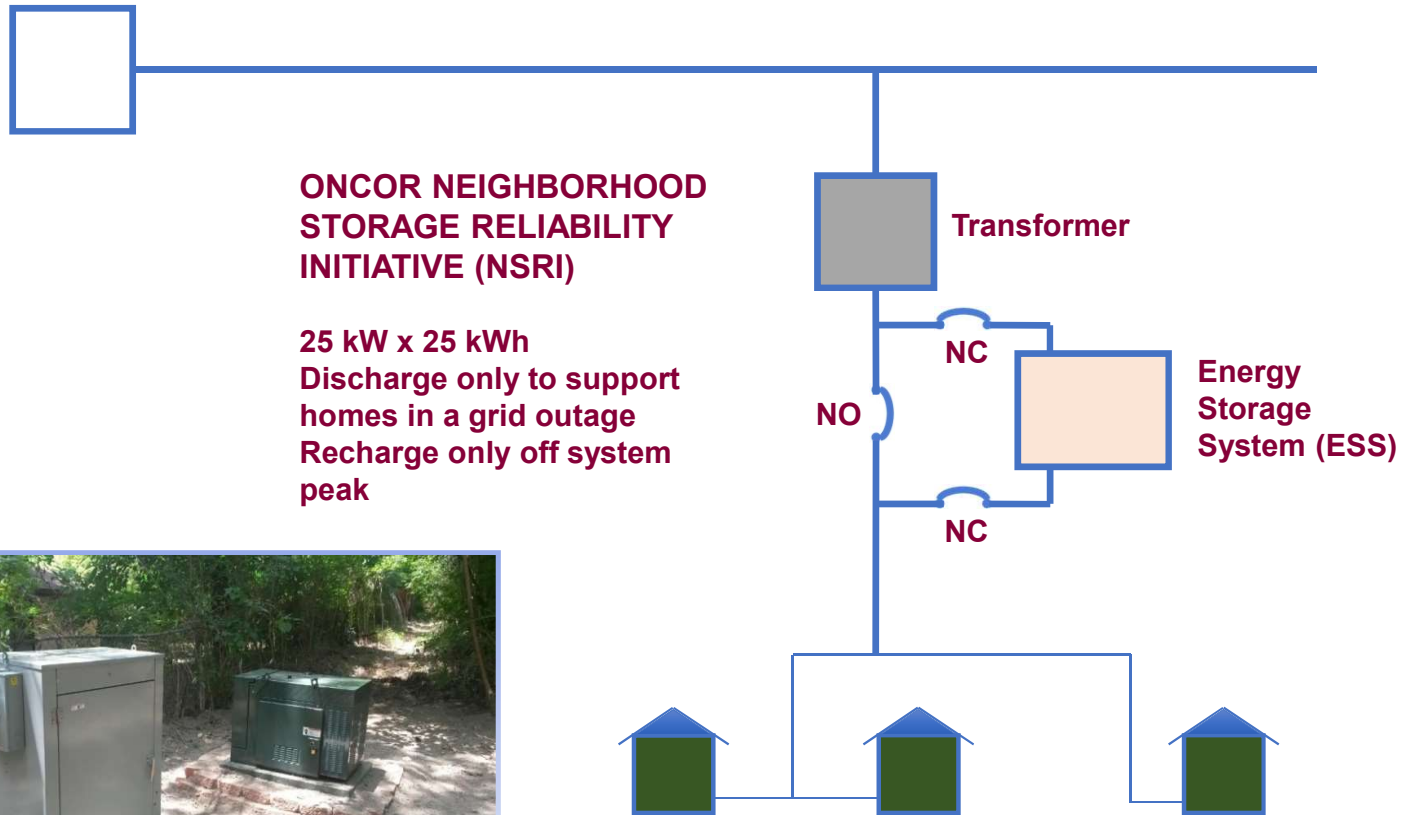 ONCOR NEIGHBORHOOD
STORAGE RELIABILITY
INITIATIVE (NSRI)
25 kW x 25 kWh
Discharge only to support
homes in a grid outage
Recharge only off system
peak
Transformer
NC
NO
Energy
Storage
System (ESS)
NC